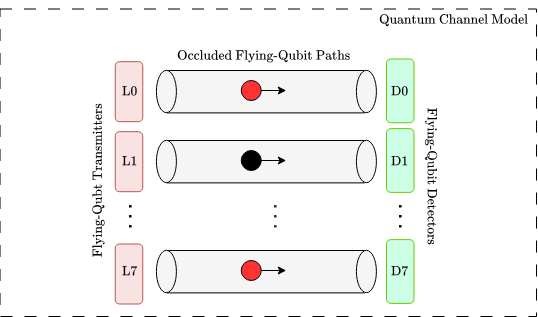 Quantum Channel Model
Occluded Flying-Qubit Paths
Flying-Qubt Transmitters
L0
D0
L1
D1
L7
D7
Flying-Qubit Detectors